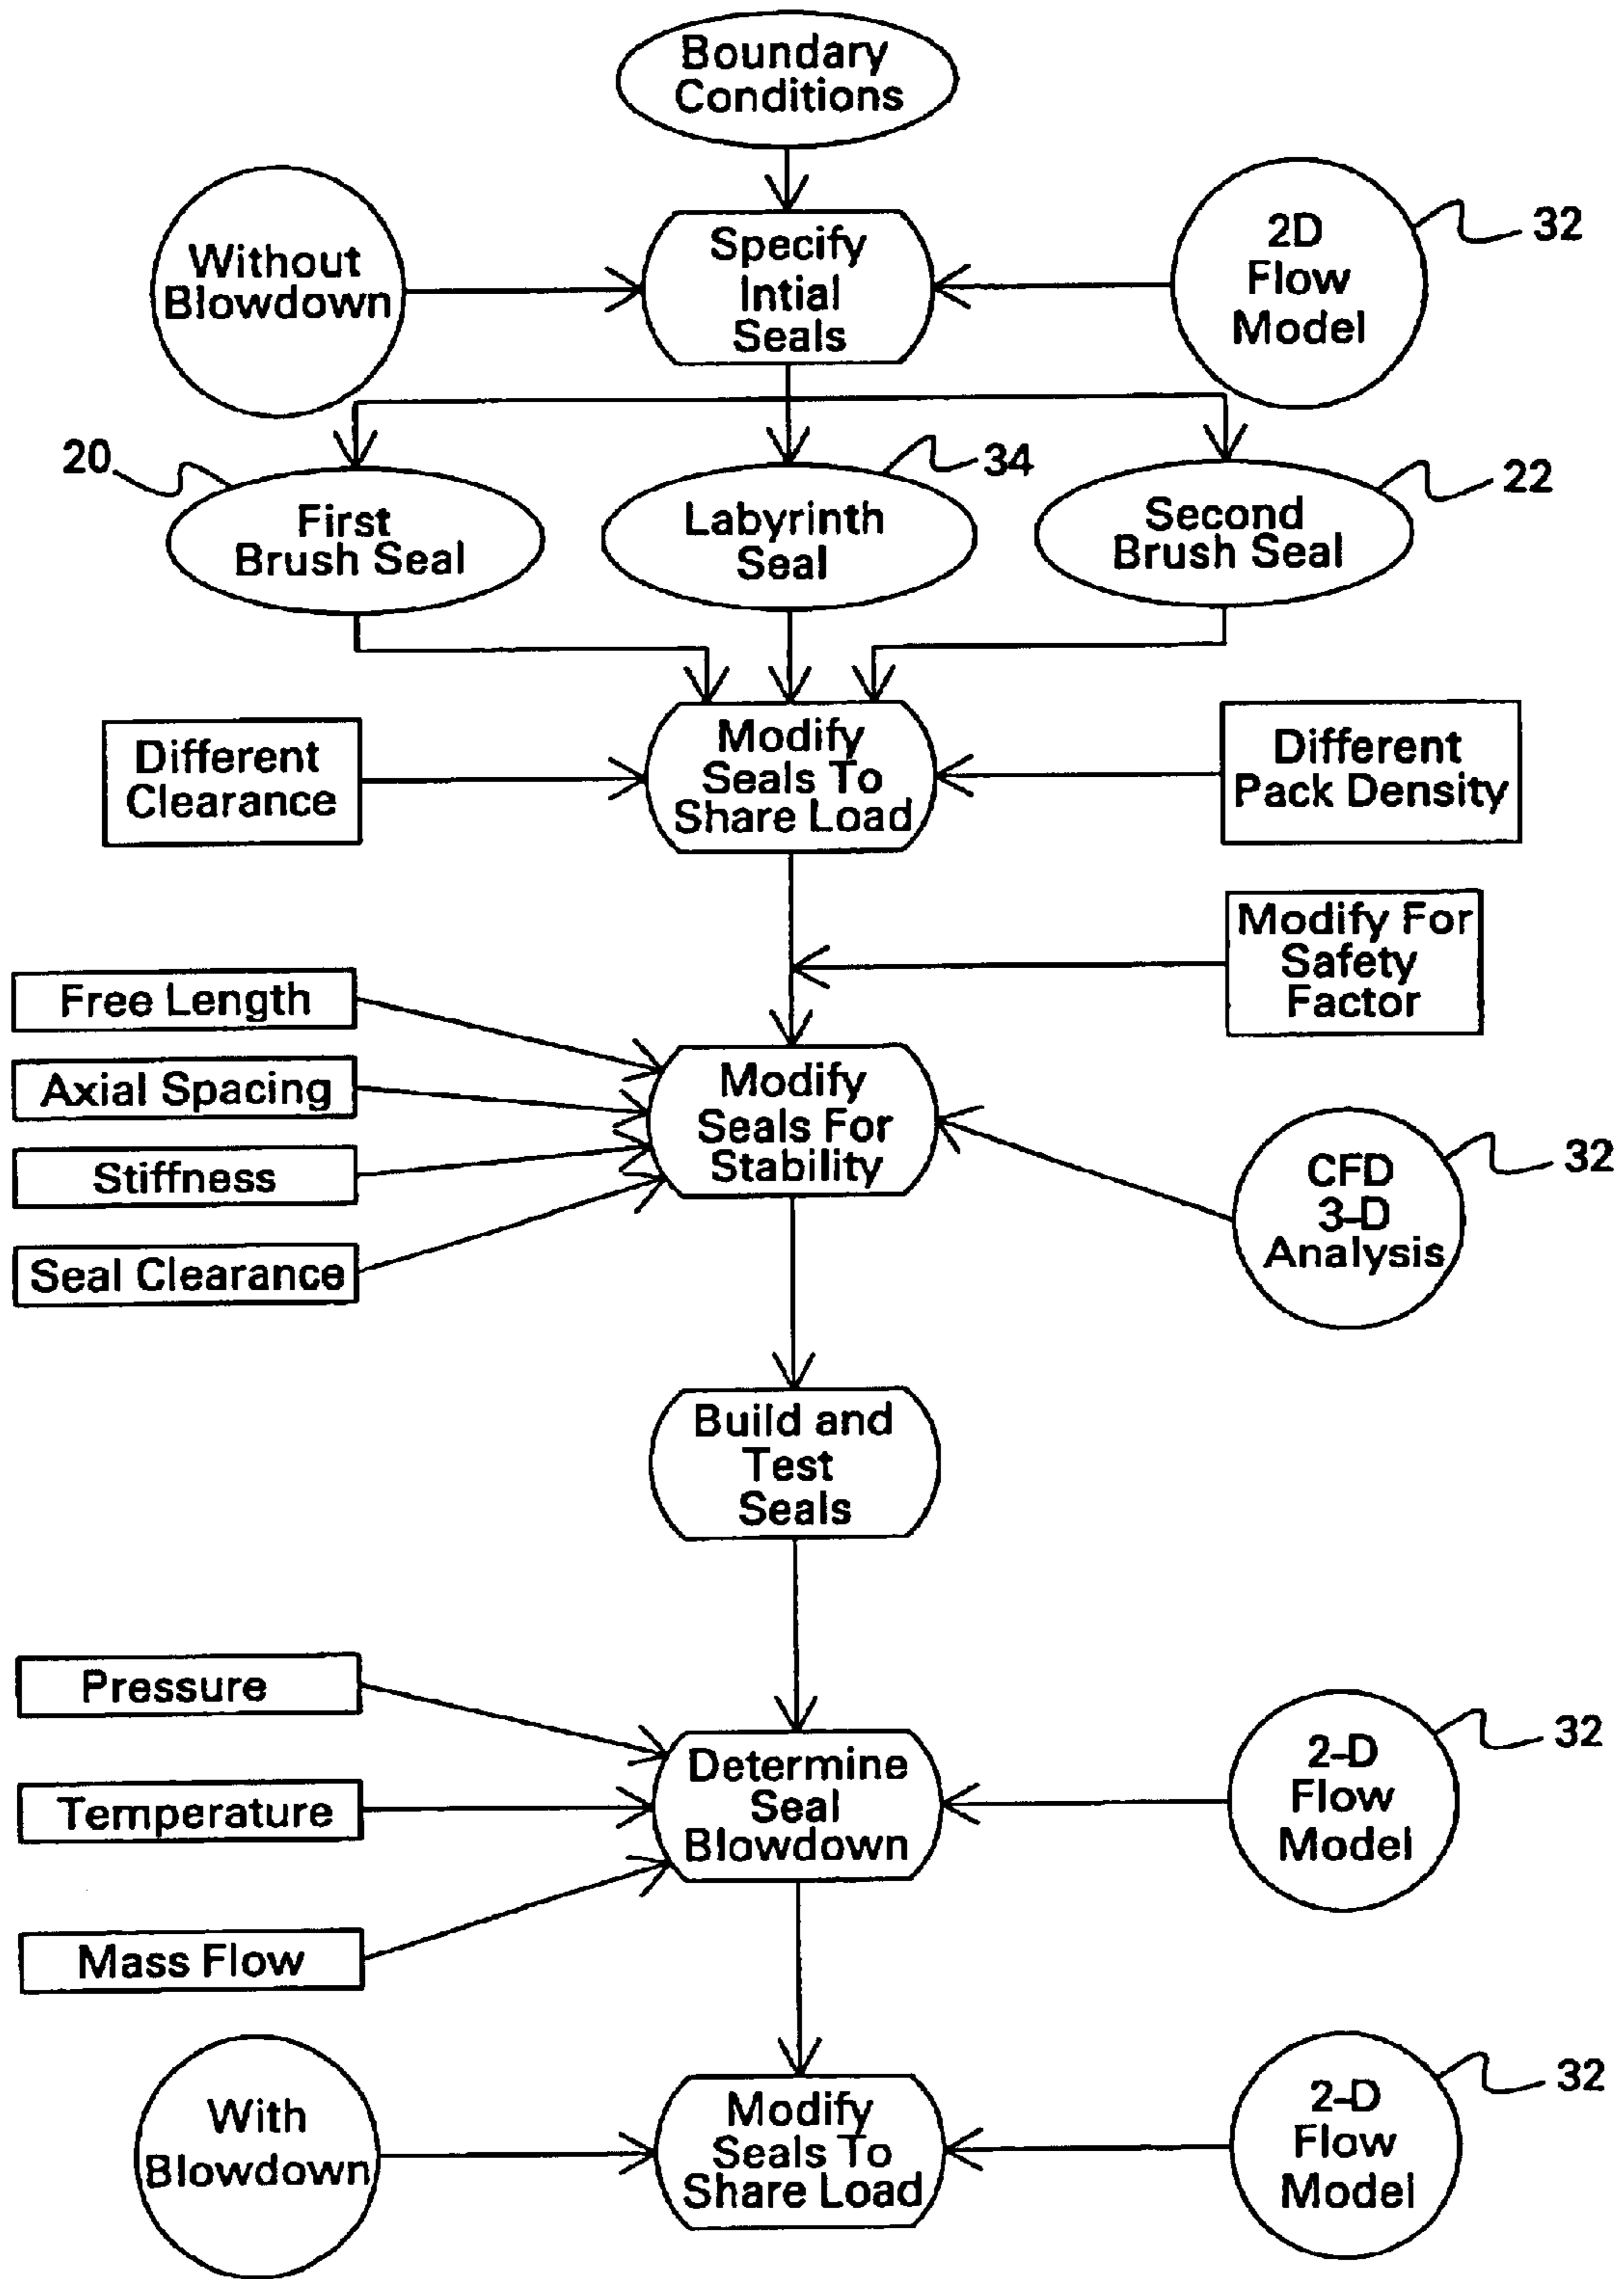 Boundary
Conditions
Without
Blowdown
Specify
Intial
Seals
2D
Flow
Model
32
20
First
Brush Seal
34
Labyrinth
Seal
22
Second
Brush Seal
Different
Clearance
Modify
Seals To
Share Load
Different
Pack Density
Modify For
Safety
Factor
Free Length
Axial Spacing
Stiffness
Seal Clearance
Modify
Seals For
Stability
CFD
3-D
Analysis
32
Build and
Test
Seals
Pressure
Temperature
Mass Flow
Determine
Seal
Blowdown
2-D
Flow
Model
32
With
Blowdown
Modify
Seals To
Share Load
2-D
Flow
Model
32